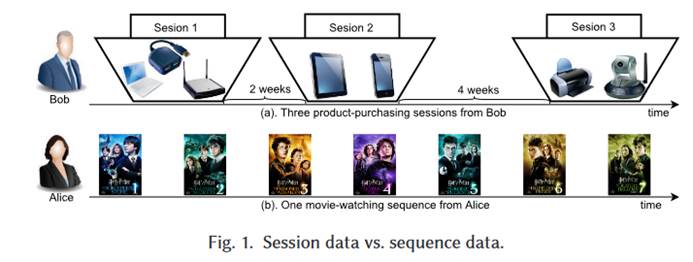 Sesion 1
Sesion 2
Sesion 3
Bob
2 weeks
4 weeks
time
(a). Three product-purchasing sessions from Bob
1
2
3
4
5
6
7
Alice
time
(b). One movie-watching sequence from Alice
Fig. 1. Session data vs. sequence data.